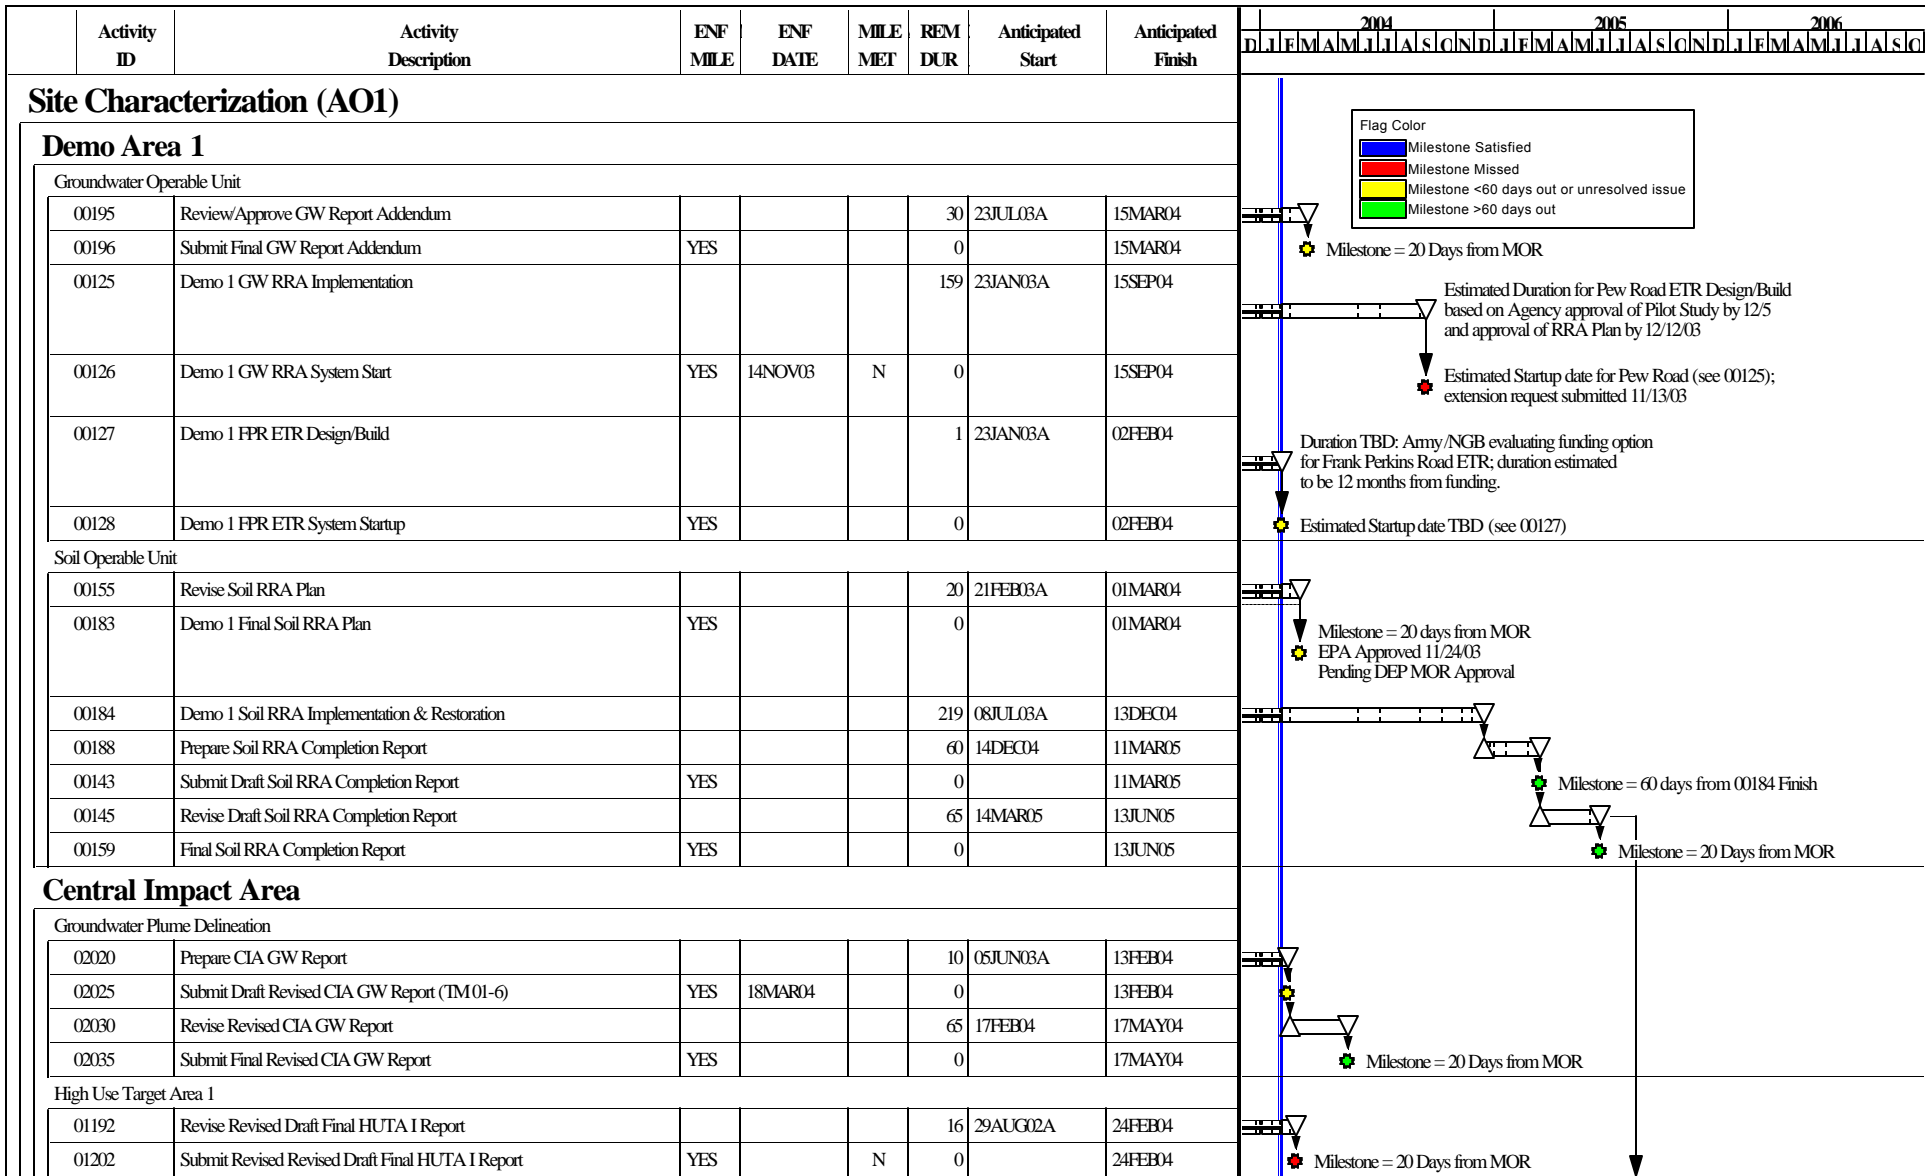 Activity ID Activity Description ENF MILE ENF DATE MILE MET REM DUR Anticipated Start Anticipated Finish
2004 2005 2006
D J F M A M J J A S O N D J F M A M J J A S O N D J F M A M J J A S O
Site Characterization (AO1)
Flag Color
Milestone Satisfied
Milestone Missed
Milestone <60 days out or unresolved issue
Milestone >60 days out
Demo Area 1
Groundwater Operable Unit
00195 Review/Approve GW Report Addendum 30 23JUL03A 15MAR04
00196 Submit Final GW Report Addendum YES 0 15MAR04 Milestone = 20 Days from MOR
00125 Demo 1 GW RRA Implementation 159 23JAN03A 15SEP04
Estimated Duration for Pew Road ETR Design/Build
based on Agency approval of Pilot Study by 12/5
and approval of RRA Plan by 12/12/03
00126 Demo 1 GW RRA System Start YES 14NOV03 N 0 15SEP04
Estimated Startup date for Pew Road (see 00125);
extension request submitted 11/13/03
00127 Demo 1 FPR ETR Design/Build 1 23JAN03A 02FEB04
Duration TBD: Army/NGB evaluating funding option
for Frank Perkins Road ETR; duration estimated
to be 12 months from funding.
00128 Demo 1 FPR ETR System Startup YES 0 02FEB04 Estimated Startup date TBD (see 00127)
Soil Operable Unit
00155 Revise Soil RRA Plan 20 21FEB03A 01MAR04
00183 Demo 1 Final Soil RRA Plan YES 0 01MAR04
Milestone = 20 days from MOR
EPA Approved 11/24/03
Pending DEP MOR Approval
00184 Demo 1 Soil RRA Implementation & Restoration 219 08JUL03A 13DEC04
00188 Prepare Soil RRA Completion Report 60 14DEC04 11MAR05
00143 Submit Draft Soil RRA Completion Report YES 0 11MAR05 Milestone = 60 days from 00184 Finish
00145 Revise Draft Soil RRA Completion Report 65 14MAR05 13JUN05
00159 Final Soil RRA Completion Report YES 0 13JUN05 Milestone = 20 Days from MOR
Central Impact Area
Groundwater Plume Delineation
02020 Prepare CIA GW Report 10 05JUN03A 13FEB04
02025 Submit Draft Revised CIA GW Report (TM 01-6) YES 18MAR04 0 13FEB04
02030 Revise Revised CIA GW Report 65 17FEB04 17MAY04
02035 Submit Final Revised CIA GW Report YES 0 17MAY04 Milestone = 20 Days from MOR
High Use Target Area 1
01192 Revise Revised Draft Final HUTA I Report 16 29AUG02A 24FEB04
01202 Submit Revised Revised Draft Final HUTA I Report YES N 0 24FEB04 Milestone = 20 Days from MOR